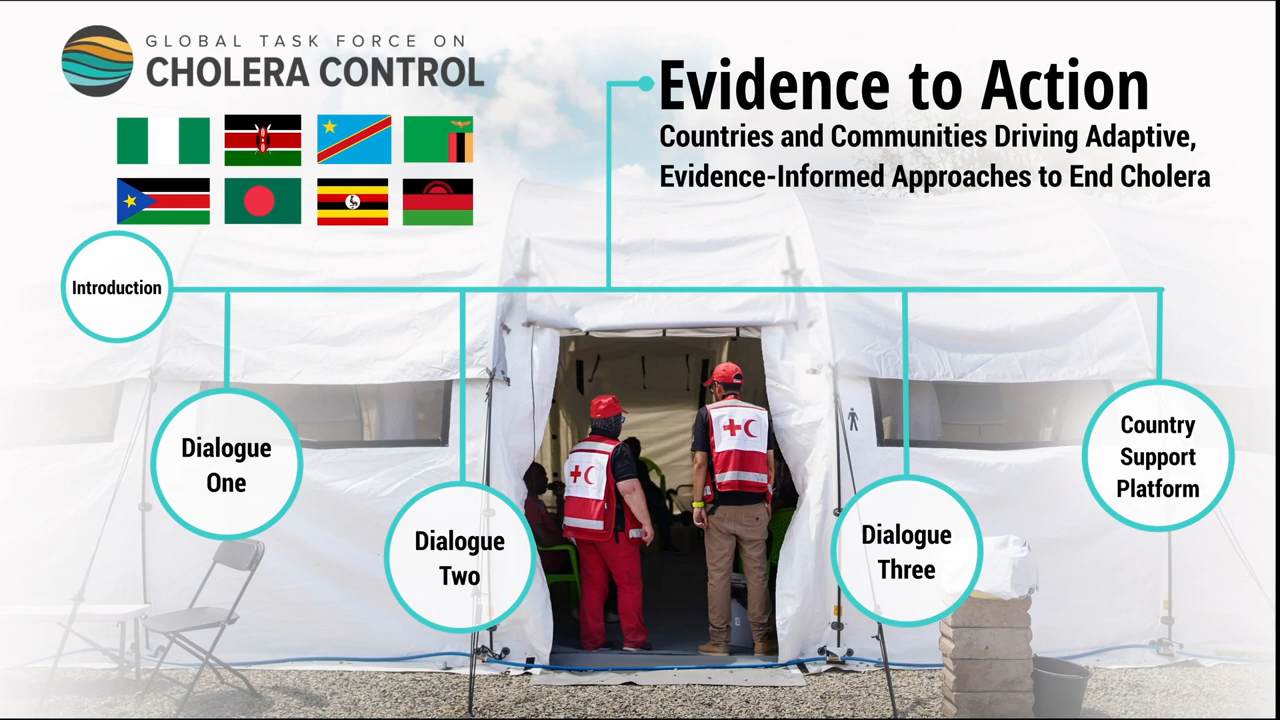 GLOBAL TASK FORCE ON
CHOLERA CONTROL
Evidence to Action
Countries and Communities Driving Adaptive,
Evidence-Informed Approaches to End Cholera
Introduction
Dialogue
One
Dialogue
Two
Dialogue
Three
Country
Support
Platform